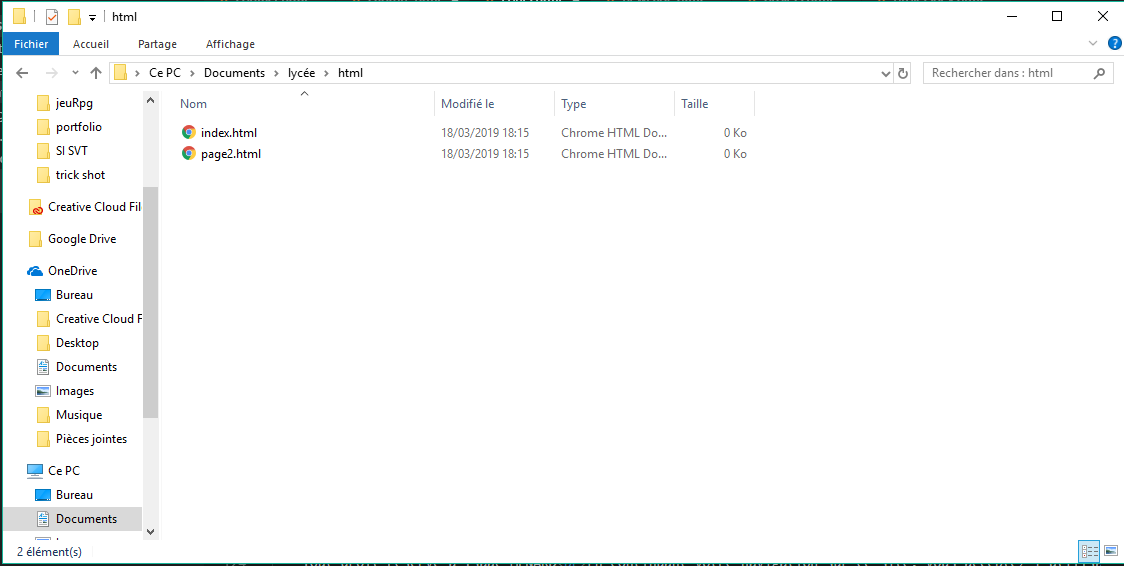 html
Fichier Accueil Partage Affichage
Ce PC Documents lycée html
Rechercher dans : html
Nom Modifié le Type Taille
index.html 18/03/2019 18:15 Chrome HTML Do... 0 Ko
page2.html 18/03/2019 18:15 Chrome HTML Do... 0 Ko
jeuRpg
portfolio
SI SVT
trick shot
Creative Cloud Fil
Google Drive
OneDrive
Bureau
Creative Cloud F
Desktop
Documents
Images
Musique
Pièces jointes
Ce PC
Bureau
Documents
2 élément(s)